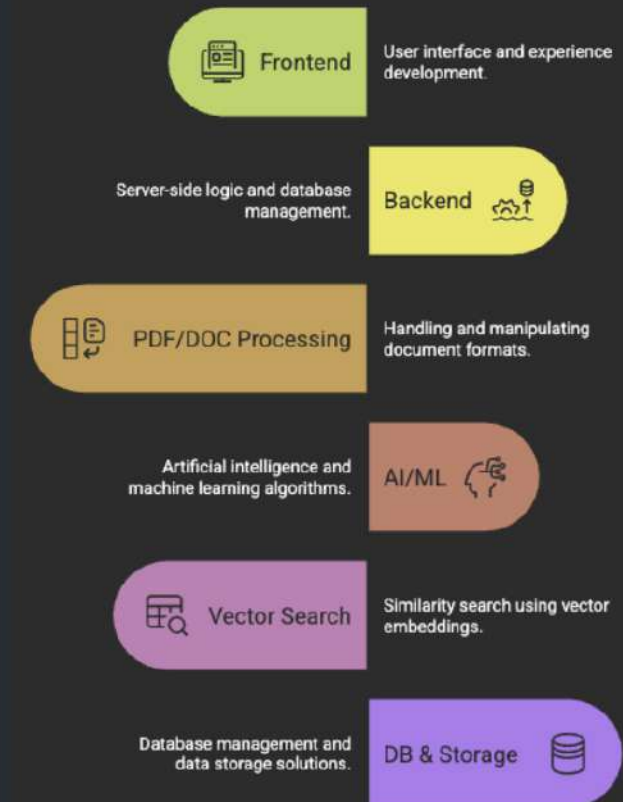 Frontend
User interface and experience
development.
Server-side logic and database
management.
Backend
PDF/DOC Processing
Handling and manipulating
document formats.
Artificial intelligence and
machine learning algorithms.
AI/ML
Vector Search
Similarity search using vector
embeddings.
Database management and
data storage solutions.
DB & Storage